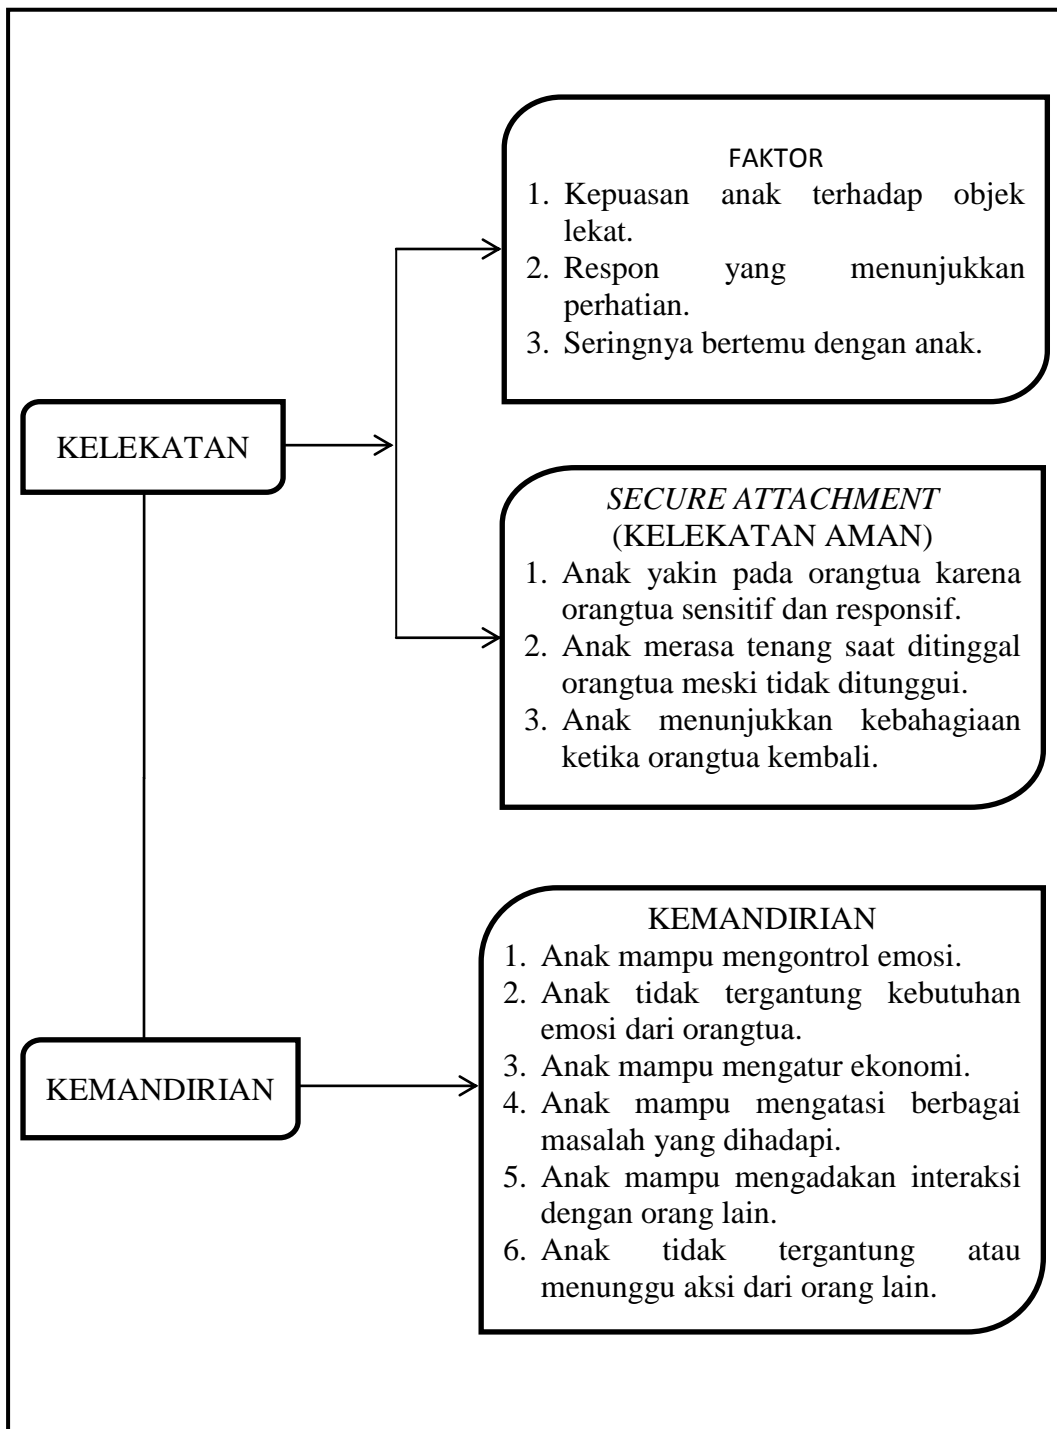 FAKTOR
1. Kepuasan anak terhadap objek
lekat.
2. Respon yang menunjukkan
perhatian.
3. Seringnya bertemu dengan anak.
KELEKATAN
SECURE ATTACHMENT
(KELEKATAN AMAN)
1. Anak yakin pada orangtua karena
orangtua sensitif dan responsif.
2. Anak merasa tenang saat ditinggal
orangtua meski tidak ditunggui.
3. Anak menunjukkan kebahagiaan
ketika orangtua kembali.
KEMANDIRIAN
KEMANDIRIAN
1. Anak mampu mengontrol emosi.
2. Anak tidak tergantung kebutuhan
emosi dari orangtua.
3. Anak mampu mengatur ekonomi.
4. Anak mampu mengatasi berbagai
masalah yang dihadapi.
5. Anak mampu mengadakan interaksi
dengan orang lain.
6. Anak tidak tergantung atau
menunggu aksi dari orang lain.